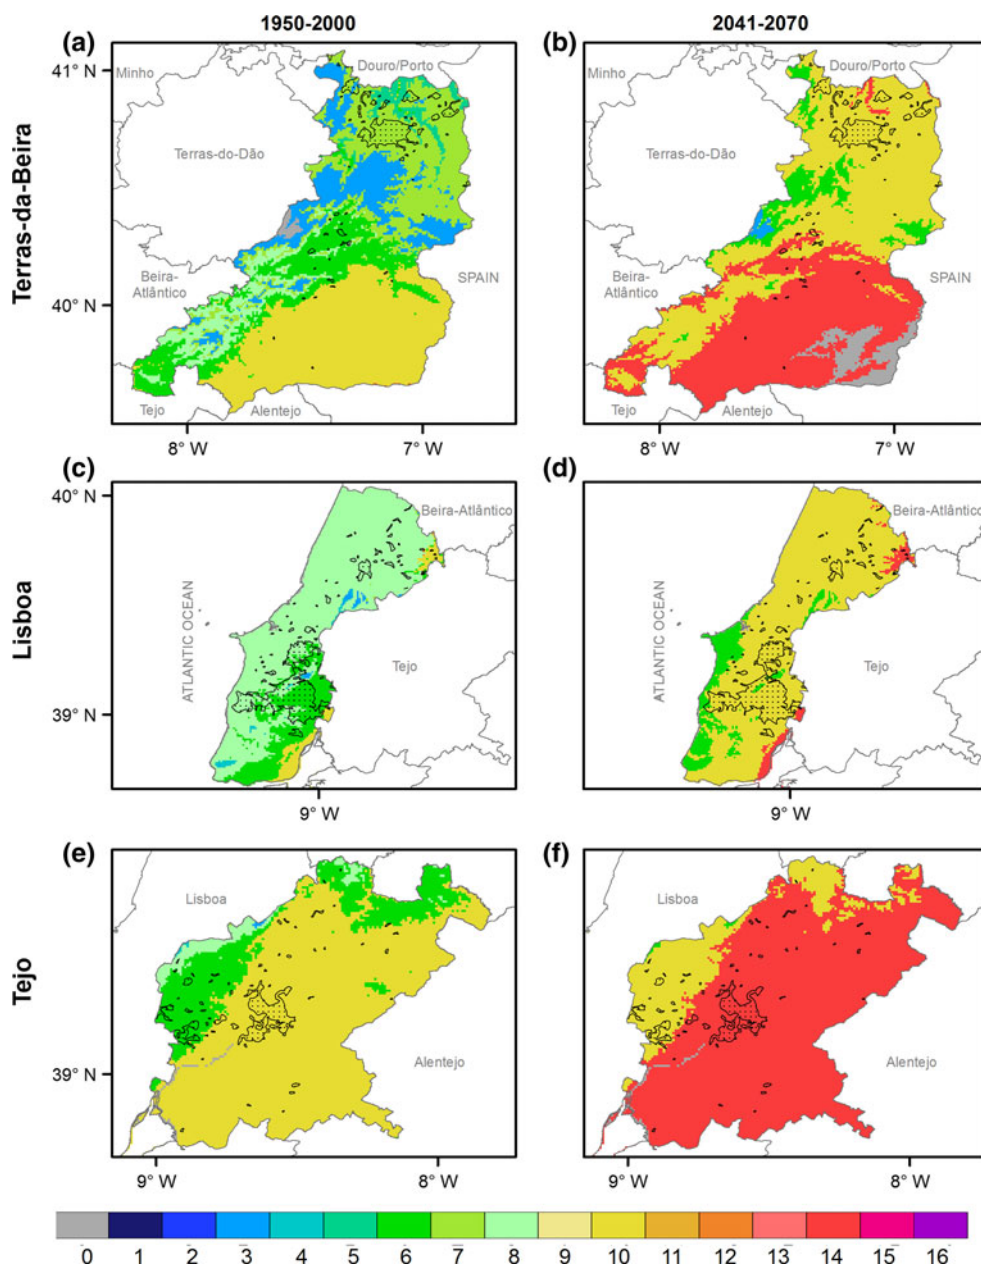 1950-2000
2041-2070
Terras-da-Beira
(a)
41° N
40° N
Minho
Douro/Porto
Terras-do-Dão
Beira-
Atlântico
SPAIN
Tejo
Alentejo
8° W
7° W
(b)
Minho
Douro/Porto
Terras-do-Dão
Beira-
Atlântico
SPAIN
Tejo
Alentejo
8° W
7° W
Lisboa
(c)
40° N
39° N
Beira-Atlântico
ATLANTIC OCEAN
Tejo
9° W
(d)
Beira-Atlântico
ATLANTIC OCEAN
Tejo
9° W
Tejo
(e)
39° N
Lisboa
Alentejo
9° W
8° W
(f)
Lisboa
Alentejo
9° W
8° W
0 1 2 3 4 5 6 7 8 9 10 11 12 13 14 15 16